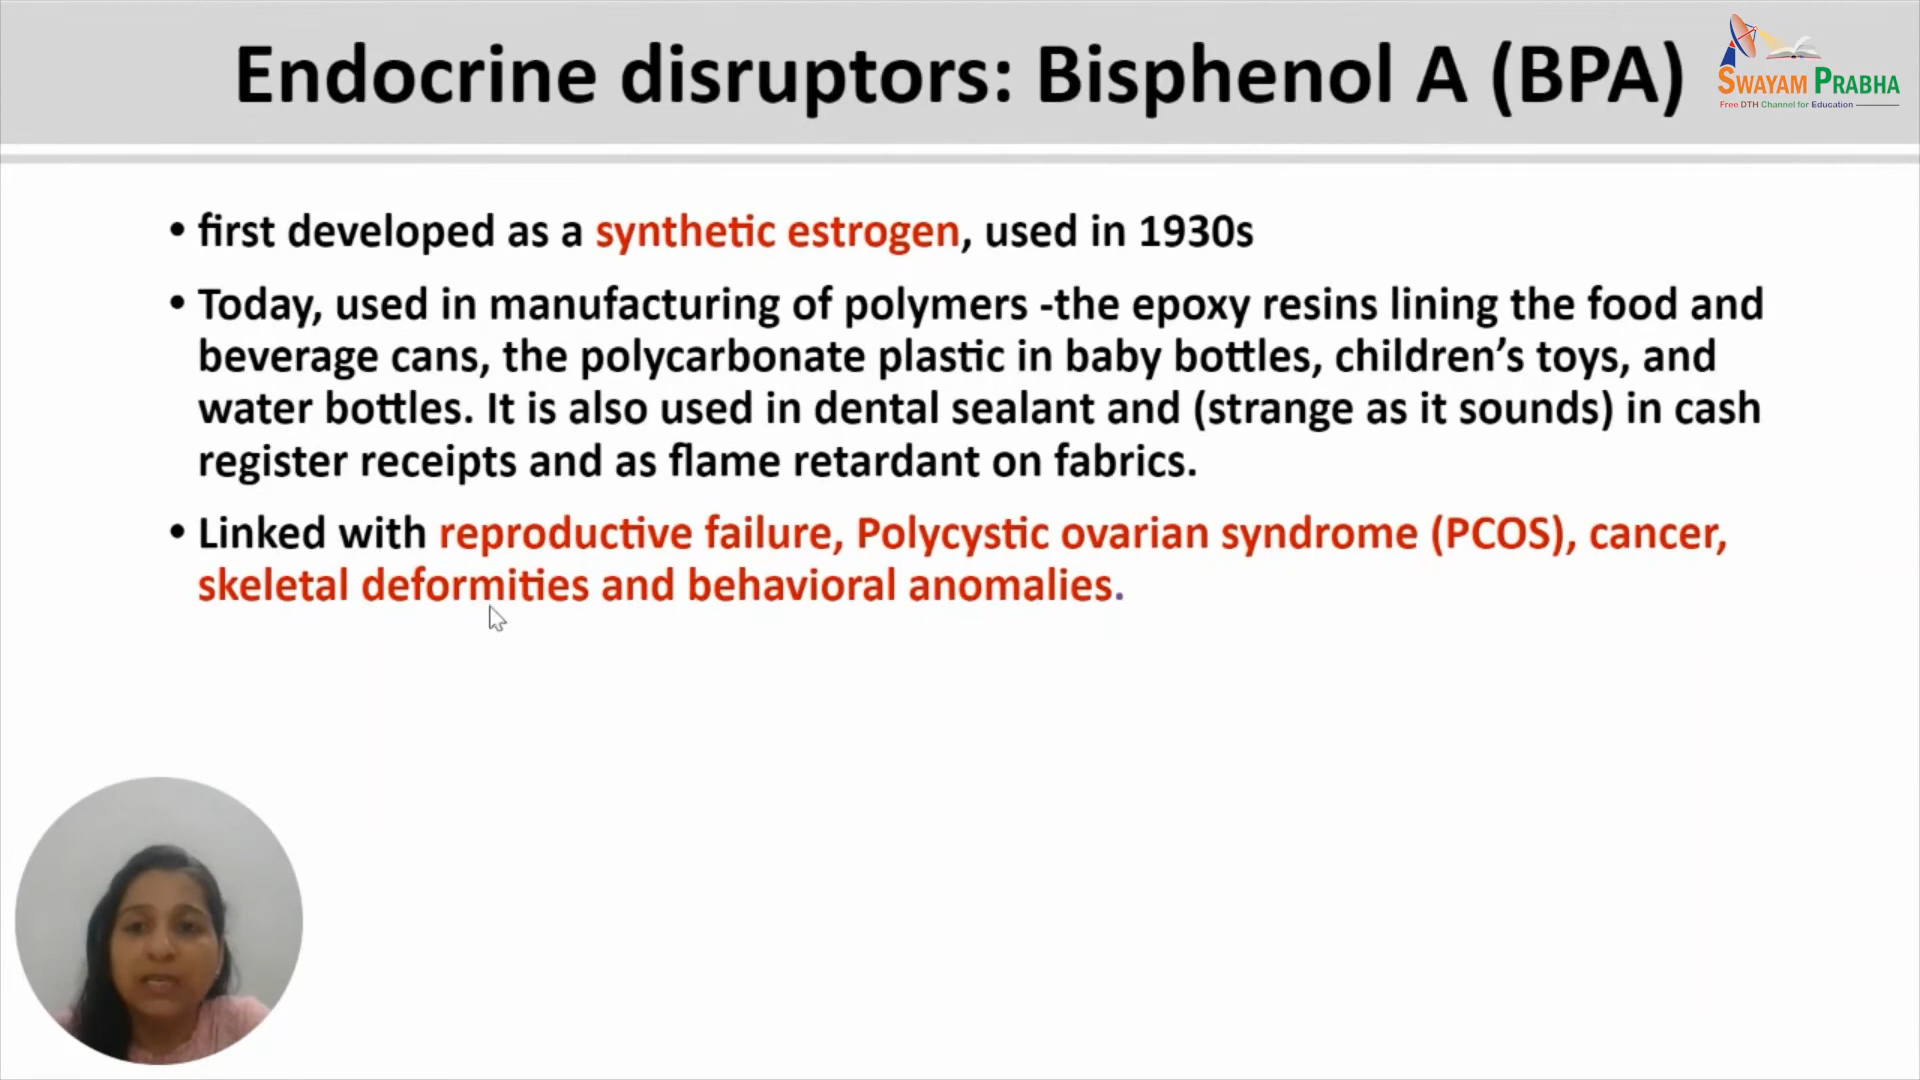 Endocrine disruptors: Bisphenol A (BPA)
SWAYAM PRABHA
Free DTH Channel for Education
• first developed as a synthetic estrogen, used in 1930s
• Today, used in manufacturing of polymers -the epoxy resins lining the food and
beverage cans, the polycarbonate plastic in baby bottles, children’s toys, and
water bottles. It is also used in dental sealant and (strange as it sounds) in cash
register receipts and as flame retardant on fabrics.
• Linked with reproductive failure, Polycystic ovarian syndrome (PCOS), cancer,
skeletal deformities and behavioral anomalies.